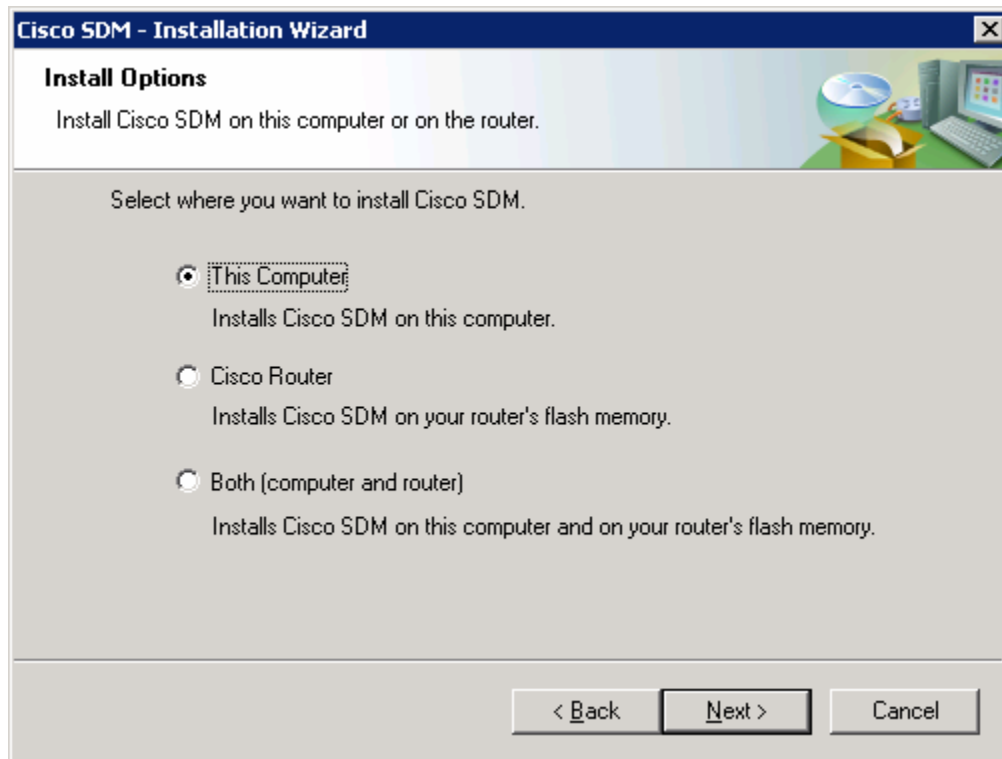 Cisco SDM - Installation Wizard
Install Options
Install Cisco SDM on this computer or on the router.
Select where you want to install Cisco SDM.
This Computer
Installs Cisco SDM on this computer.
Cisco Router
Installs Cisco SDM on your router's flash memory.
Both (computer and router)
Installs Cisco SDM on this computer and on your router's flash memory.
< Back Next > Cancel